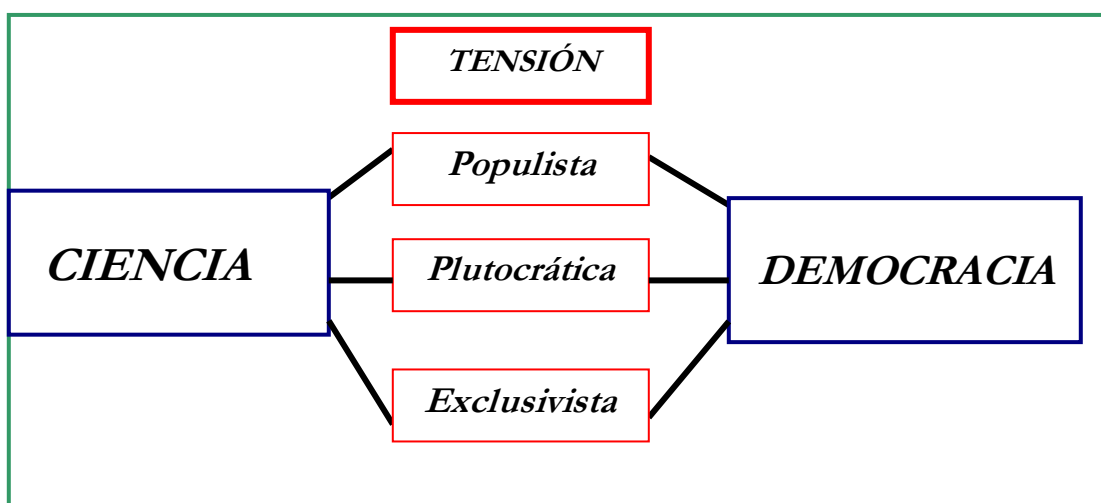 TENSIÓN
Populista
CIENCIA
Plutocrática
DEMOCRACIA
Exclusivista